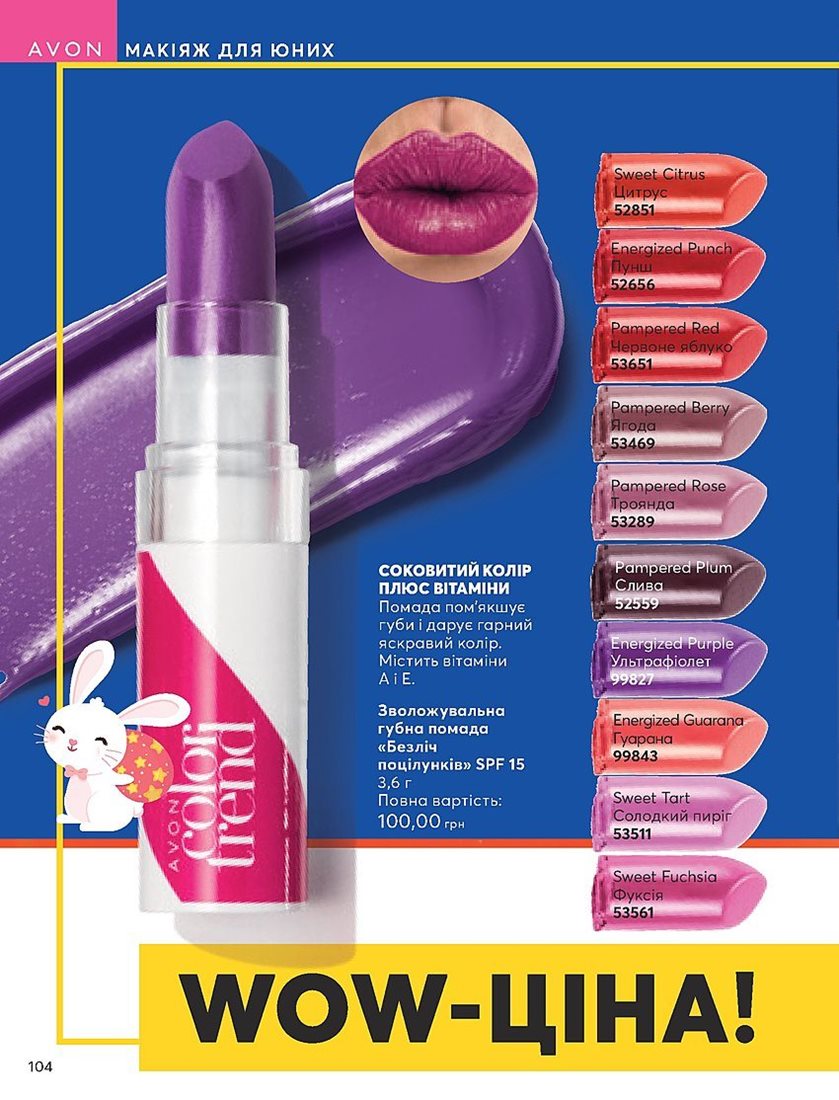 AVON
МАКІЯЖ ДЛЯ ЮНИХ
Sweet Citrus
Цитрус
52851
Energized Punch
Пунш
52656
Pampered Red
Червоне яблуко
53651
Pampered Berry
Ягода
53469
Pampered Rose
Троянда
53289
Pampered Plum
Слива
52559
Energized Purple
Ультрафіолет
99827
Energized Guarana
Гуарана
99843
Sweet Tart
Солодкий пиріг
53511
Sweet Fuchsia
Фуксія
53561
СОКОВИТИЙ КОЛІР
ПЛЮС ВІТАМІНИ
Помада пом’якшує
губи і дарує гарний
яскравий колір.
Містить вітаміни
А і Е.
Зволожувальна
губна помада
«Безліч
поцілунків» SPF 15
3,6 г
Повна вартість:
100,00 грн
AVON
color
trend
WOW-ЦІНА!
104